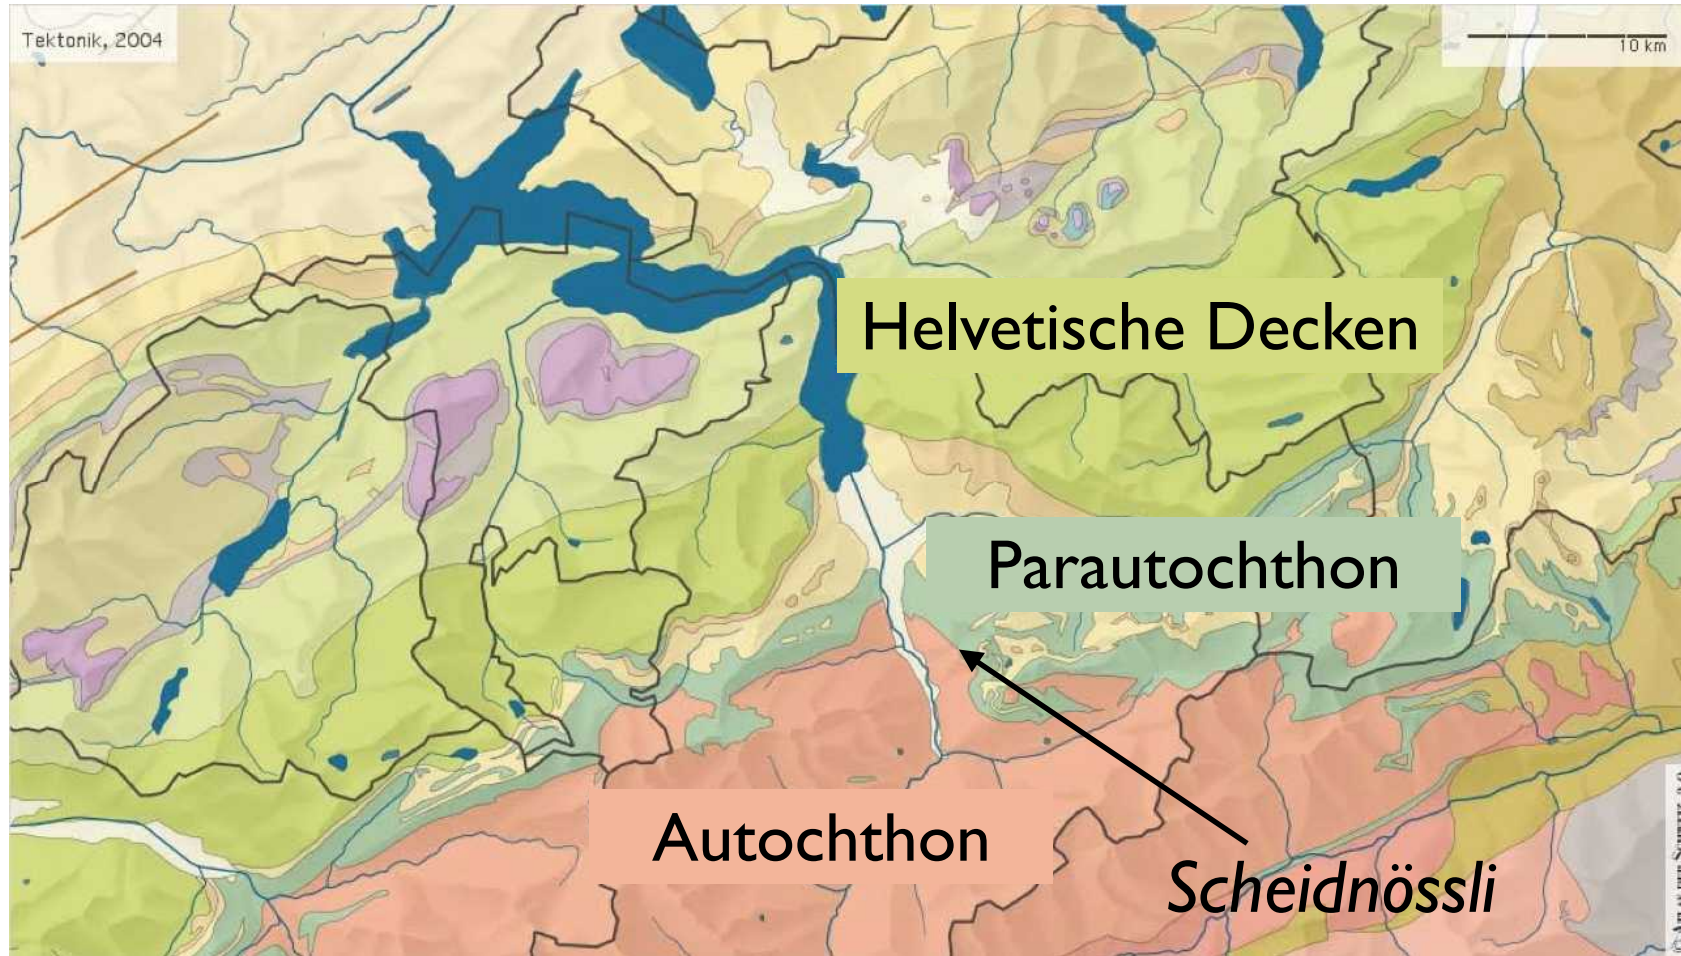 Tektonik, 2004
10 km
Helvetische Decken
Parautochthon
Autochthon
Scheidnössli